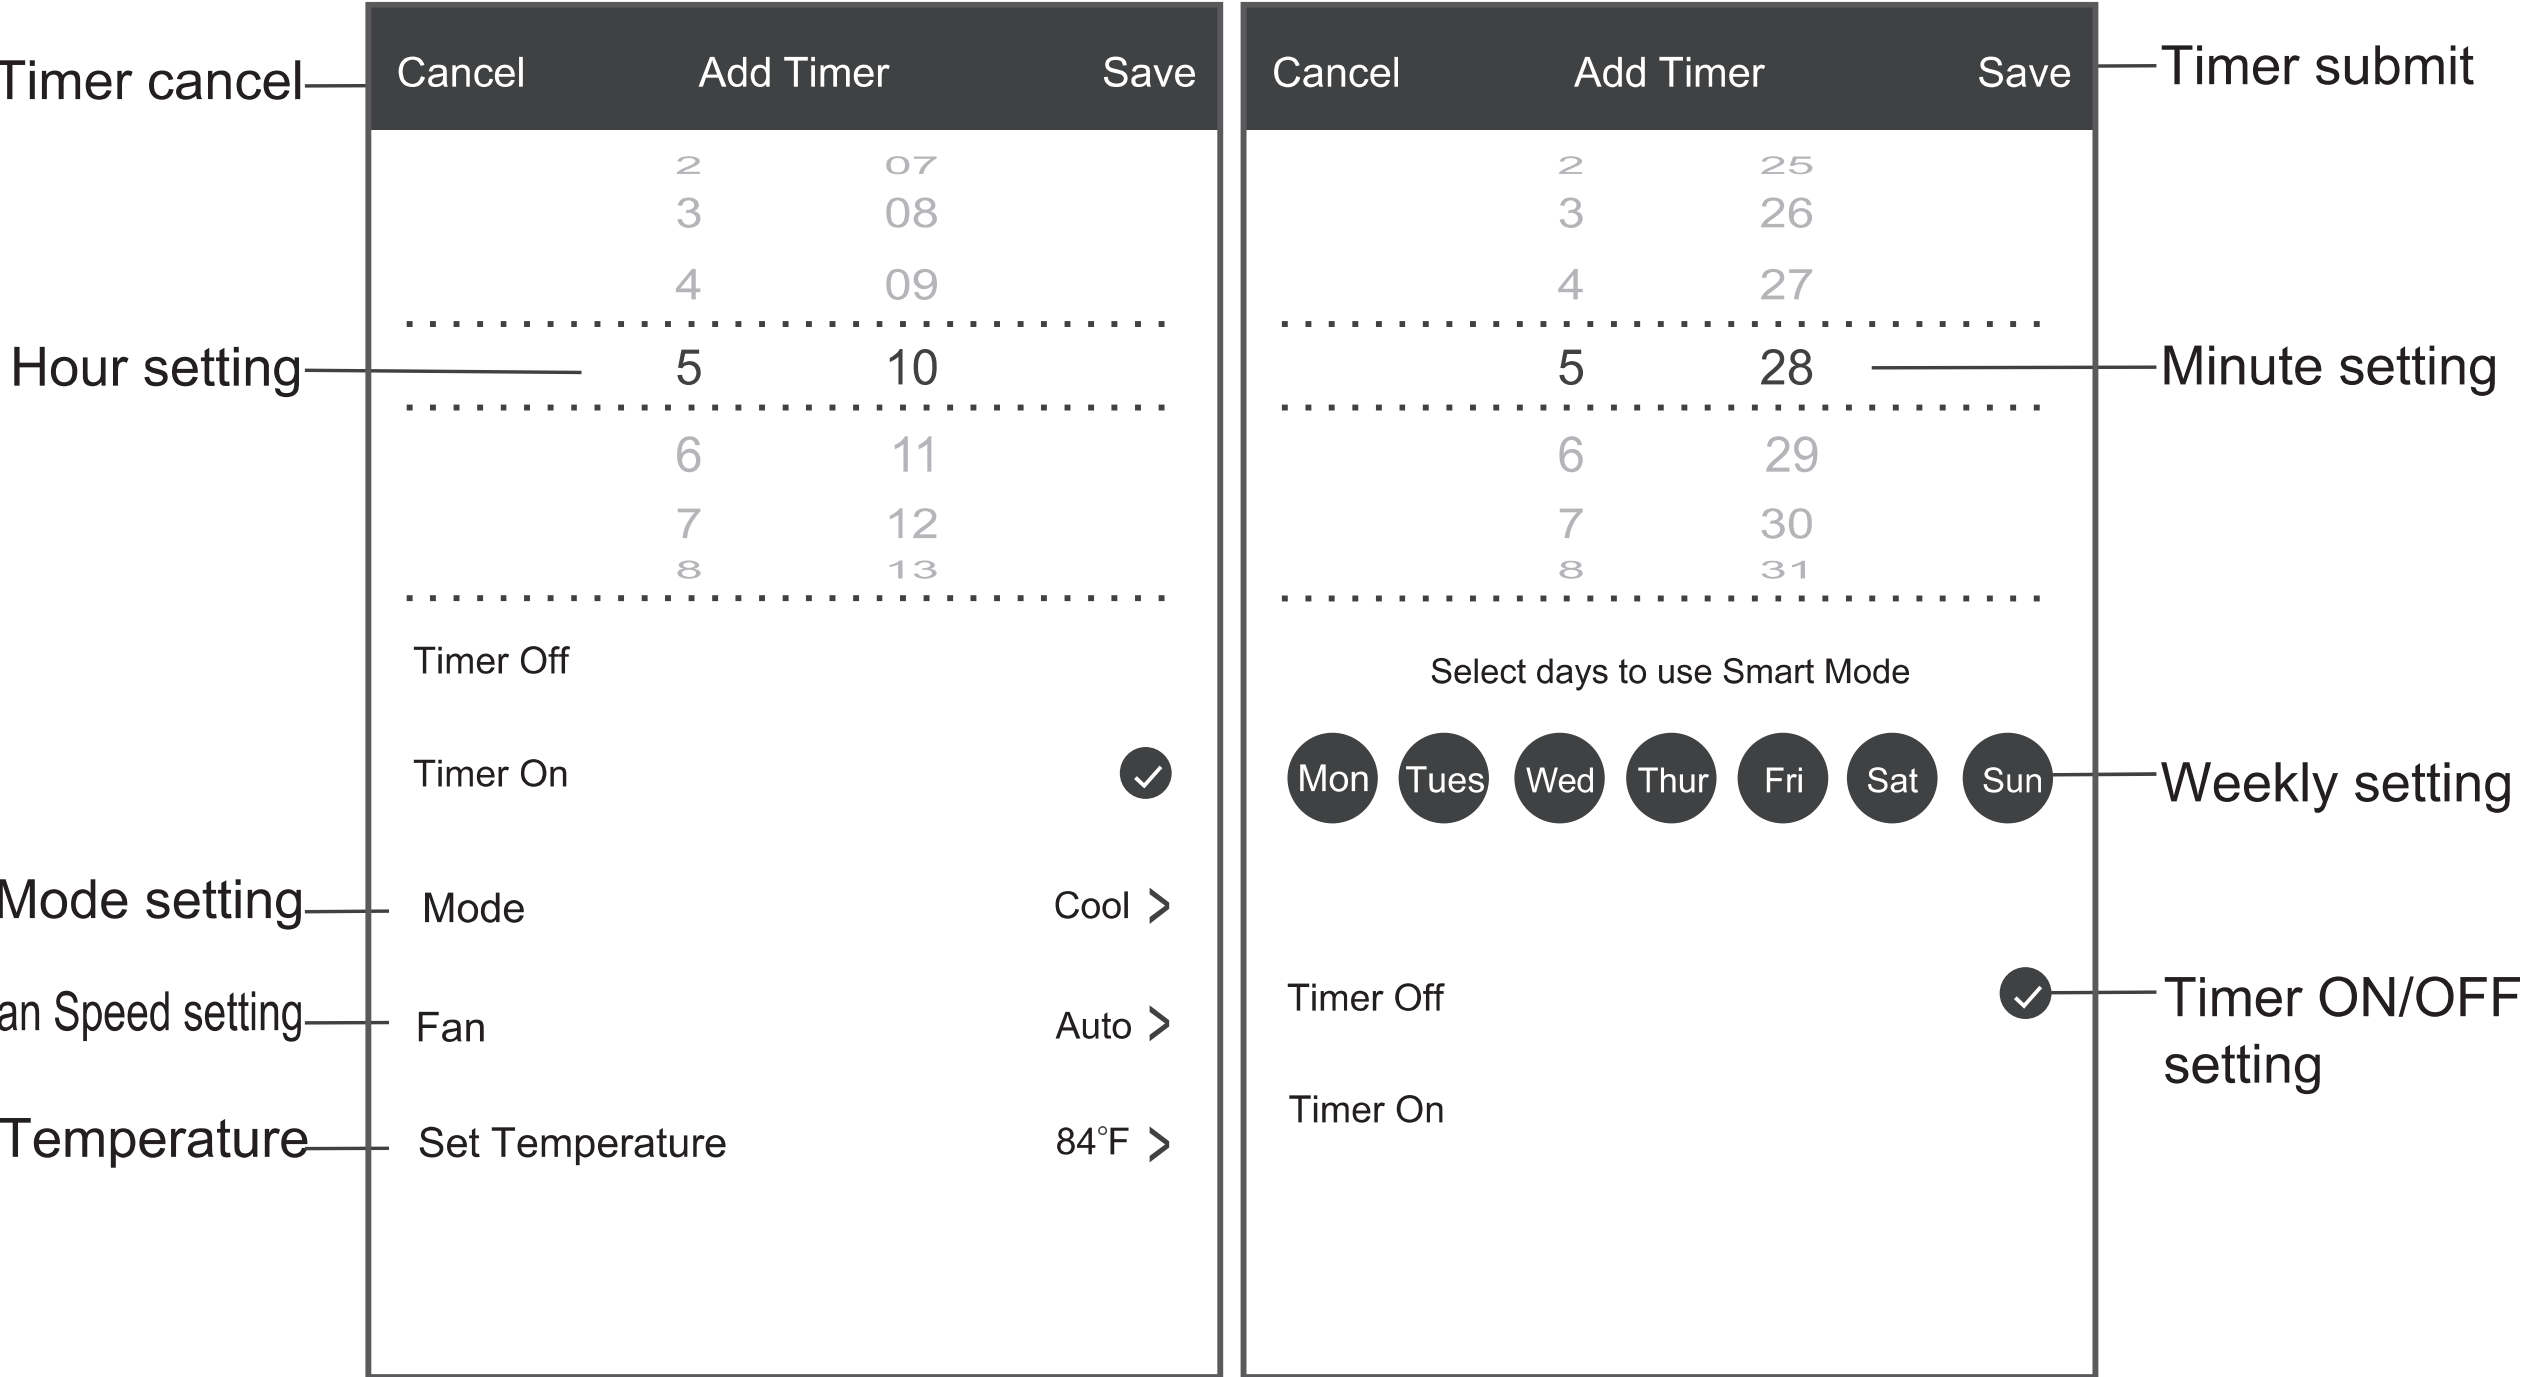 Timer cancel
Cancel Add Timer Save
2 07
3 08
4 09
Hour setting
5 10
6 11
7 12
8 13
Timer Off
Timer On
Mode setting
Mode Cool >
an Speed setting
Fan Auto >
Temperature
Set Temperature 84°F >
Cancel Add Timer Save
Timer submit
2 25
3 26
4 27
5 28
Minute setting
6 29
7 30
8 31
Select days to use Smart Mode
Mon Tues Wed Thur Fri Sat Sun
Weekly setting
Timer Off
Timer ON/OFF
setting
Timer On